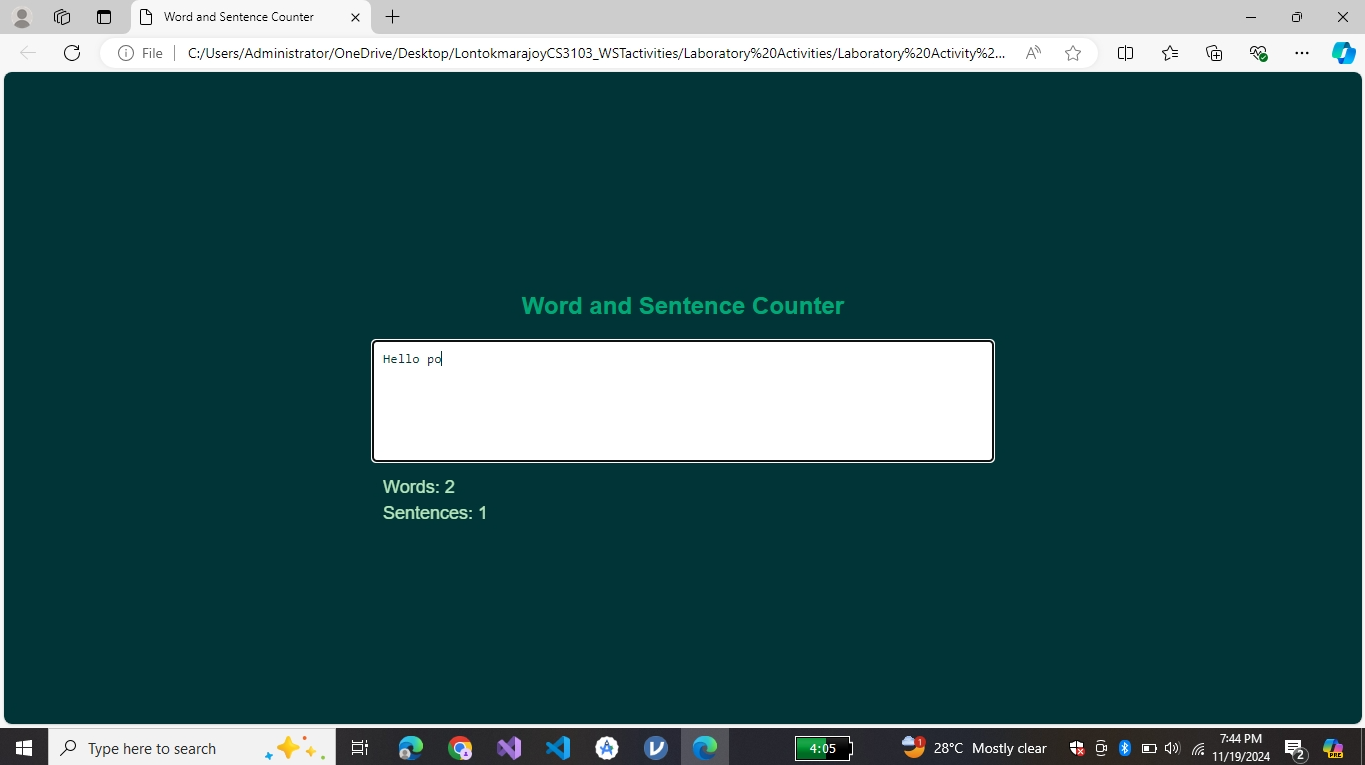 Word and Sentence Counter
File
C:/Users/Administrator/OneDrive/Desktop/LontokmarajoyCS3103_WSTactivities/Laboratory%20Activities/Laboratory%20Activity%2...
Word and Sentence Counter
Hello po
Words: 2
Sentences: 1
Type here to search
4:05
1
28°C Mostly clear
7:44 PM
11/19/2024
2
PRE